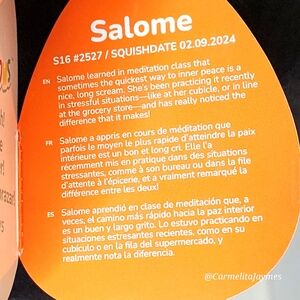 Salome
S16 #2527 / SQUISHDATE 02.09.2024
EN
Salome learned in meditation class that
sometimes the quickest way to inner peace is a
nice, long scream. She's been practicing it recently
in stressful situations—like at her cubicle, or in line
at the grocery store—and has really noticed the
difference that it makes!
FR
Salome a appris en cours de méditation que
parfois le moyen le plus rapide d'atteindre la paix
intérieure est un bon et long cri. Elle l'a
récemment mis en pratique dans des situations
stressantes, comme à son bureau ou dans la file
d'attente à l'épicerie, et a vraiment remarqué la
différence entre les deux!
ES
Salome aprendió en clase de meditación que, a
veces, el camino más rápido hacia la paz interior
es un buen y largo grito. Lo estuvo practicando en
situaciones estresantes recientes, como en su
cubículo o en la fila del supermercado, y
realmente nota la diferencia.
@CarmelitaJaymes